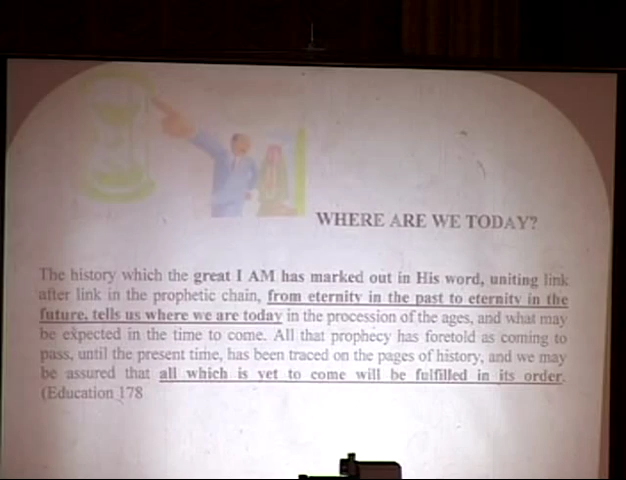 WHERE ARE WE TODAY?
The history which the great I AM has marked out in His word, uniting link
after link in the prophetic chain, from eternity in the past to eternity in the
future, tells us where we are today in the procession of the ages, and what may
be expected in the time to come. All that prophecy has foretold as coming to
pass, until the present time, has been traced on the pages of history, and we may
be assured that all which is yet to come will be fulfilled in its order.
(Education 178